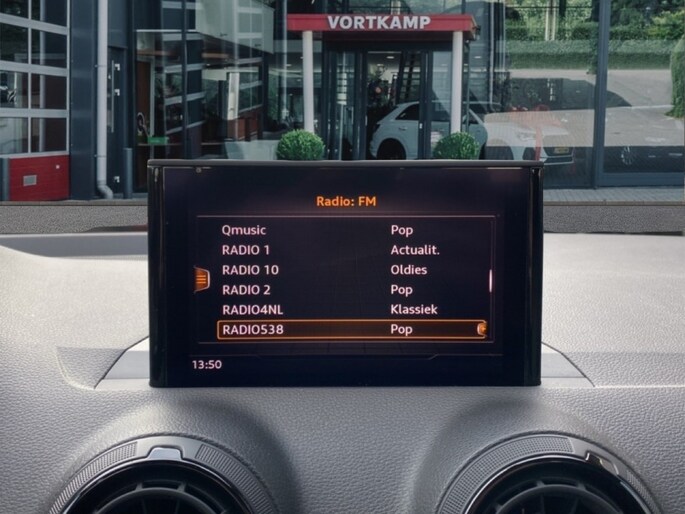 VORTKAMP
Radio: FM
Qmusic Pop
RADIO 1 Actualit.
RADIO 10 Oldies
RADIO 2 Pop
RADIO4NL Klassiek
RADIO538 Pop
13:50